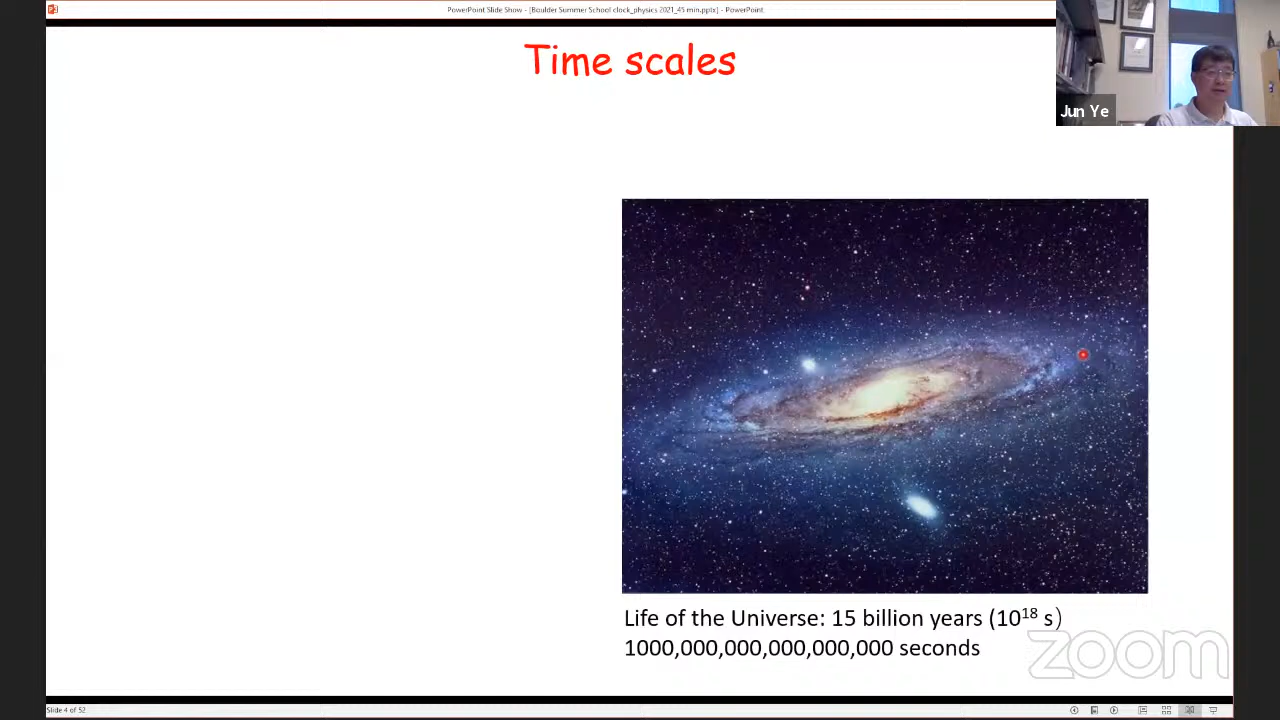 PowerPoint Slide Show - [Boulder Summer School clock_physics 2021_45 min.pptx] - PowerPoint
Time scales
Jun Ye
Life of the Universe: 15 billion years (10¹⁸ s)
1000,000,000,000,000,000 seconds
zoom
Slide 4 of 52